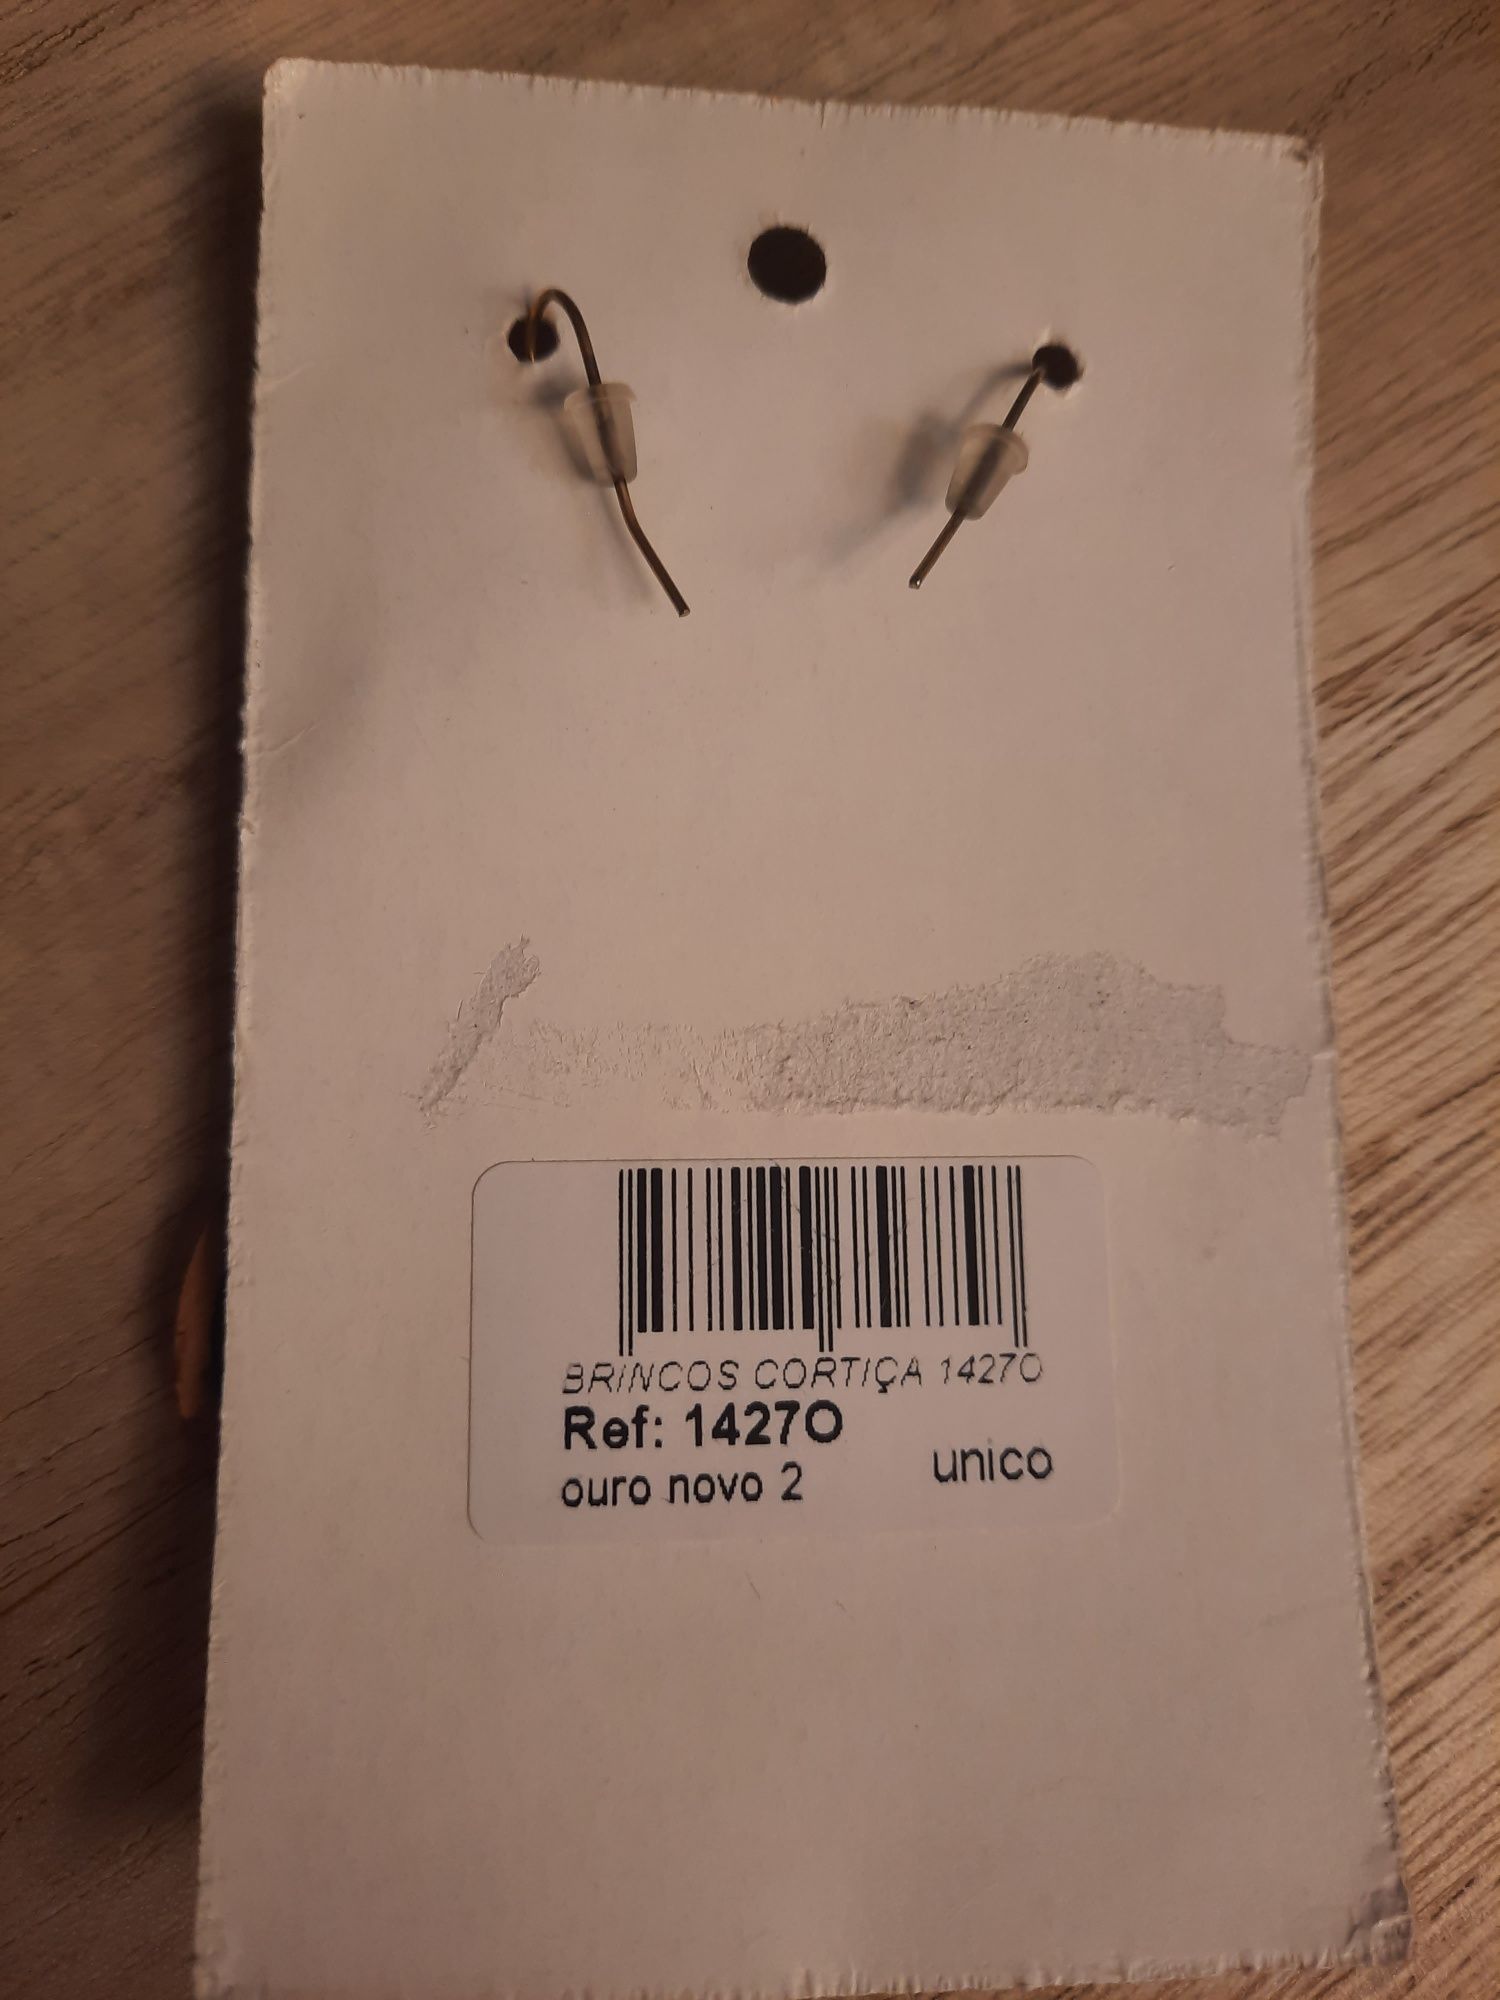 BRINCOS CORTIÇA 1427O
Ref: 1427O
ouro novo 2 unico